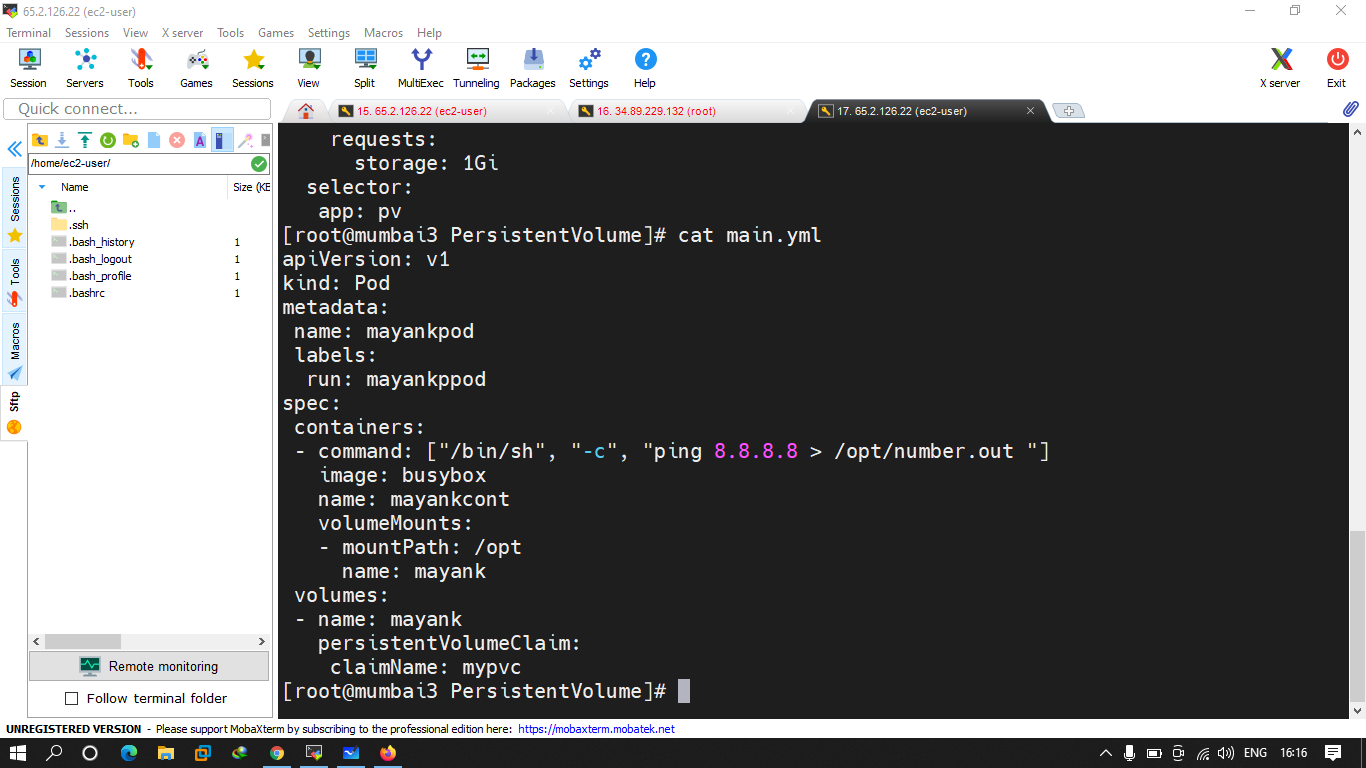 65.2.126.22 (ec2-user)
Terminal Sessions View X server Tools Games Settings Macros Help
Session Servers Tools Games Sessions View Split MultiExec Tunneling Packages Settings Help X server Exit
Quick connect...
15. 65.2.126.22 (ec2-user)
16. 34.89.229.132 (root)
17. 65.2.126.22 (ec2-user)
Sessions
Tools
Macros
Sftp
/home/ec2-user/
Name Size (KB
..
.ssh
.bash_history 1
.bash_logout 1
.bash_profile 1
.bashrc 1
Remote monitoring
Follow terminal folder
    requests:
      storage: 1Gi
  selector:
   app: pv
[root@mumbai3 PersistentVolume]# cat main.yml
apiVersion: v1
kind: Pod
metadata:
 name: mayankpod
 labels:
  run: mayankppod
spec:
 containers:
 - command: ["/bin/sh", "-c", "ping 8.8.8.8 > /opt/number.out "]
   image: busybox
   name: mayankcont
   volumeMounts:
   - mountPath: /opt
     name: mayank
 volumes:
 - name: mayank
   persistentVolumeClaim:
    claimName: mypvc
[root@mumbai3 PersistentVolume]#
UNREGISTERED VERSION - Please support MobaXterm by subscribing to the professional edition here: https://mobaxterm.mobatek.net
ENG 16:16